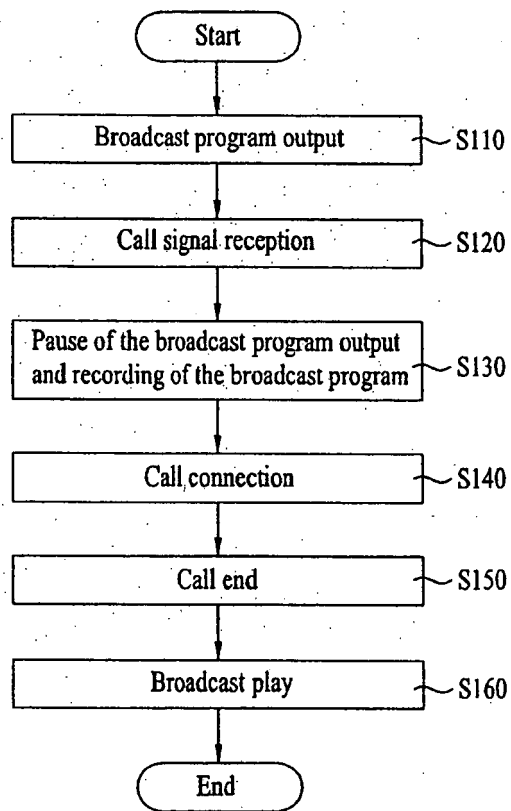 Start
Broadcast program output S110
Call signal reception S120
Pause of the broadcast program output
and recording of the broadcast program S130
Call connection S140
Call end S150
Broadcast play S160
End